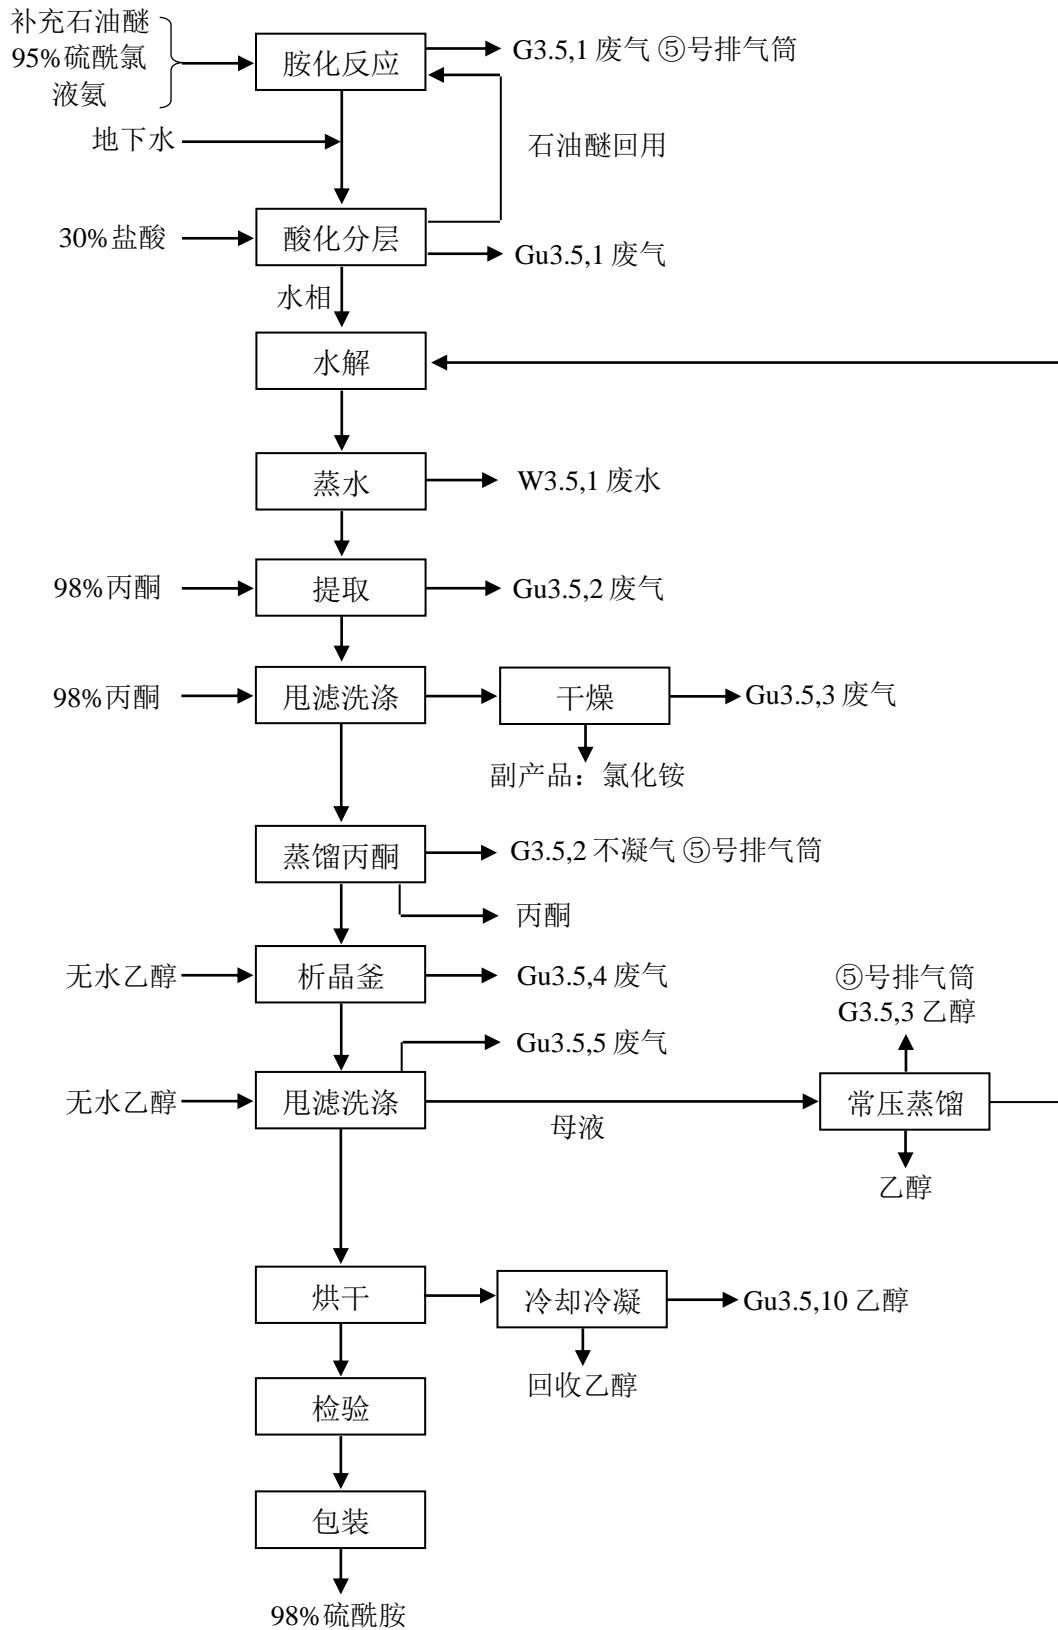 补充石油醚
95%硫酰氯
液氨
胺化反应
G3.5,1 废气 ⑤号排气筒
地下水
石油醚回用
30%盐酸
酸化分层
Gu3.5,1 废气
水相
水解
蒸水
W3.5,1 废水
98%丙酮
提取
Gu3.5,2 废气
98%丙酮
甩滤洗涤
干燥
Gu3.5,3 废气
副产品：氯化铵
蒸馏丙酮
G3.5,2 不凝气 ⑤号排气筒
丙酮
无水乙醇
析晶釜
Gu3.5,4 废气
⑤号排气筒
G3.5,3 乙醇
Gu3.5,5 废气
无水乙醇
甩滤洗涤
母液
常压蒸馏
乙醇
烘干
冷却冷凝
Gu3.5,10 乙醇
回收乙醇
检验
包装
98%硫酰胺